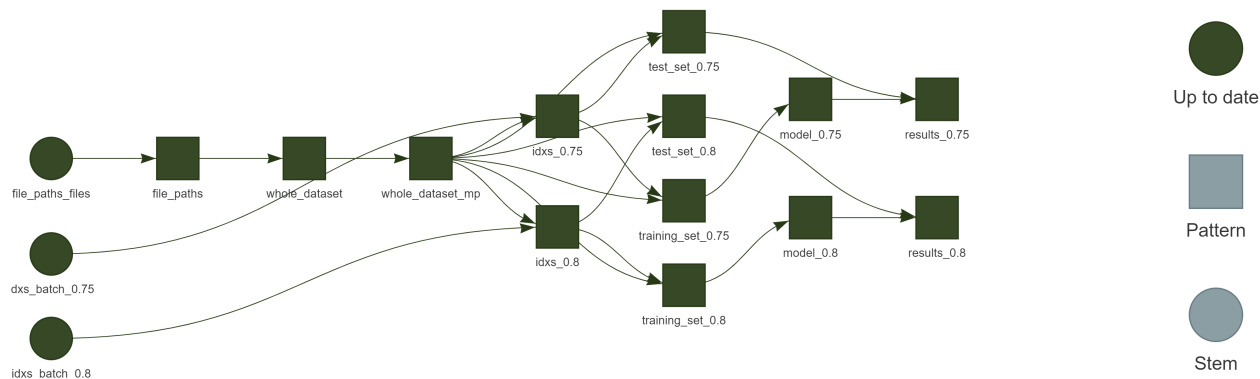 test_set_0.75
Up to date
model_0.75
results_0.75
idxs_0.75
test_set_0.8
file_paths_files
file_paths
whole_dataset
whole_dataset_mp
training_set_0.75
Pattern
model_0.8
results_0.8
idxs_0.8
dxs_batch_0.75
training_set_0.8
Stem
idxs_batch_0.8